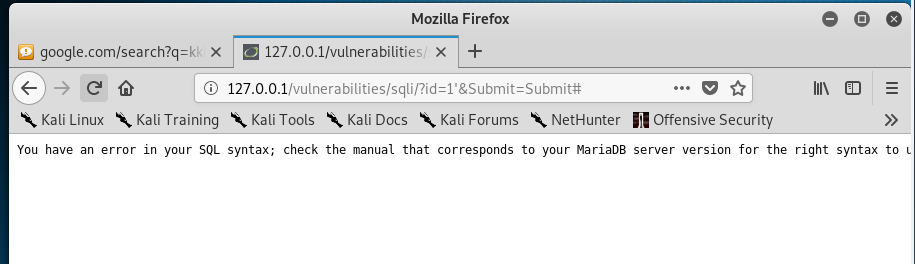 Mozilla Firefox
google.com/search?q=kk
127.0.0.1/vulnerabilities/
127.0.0.1/vulnerabilities/sqli/?id=1'&Submit=Submit#
Kali Linux Kali Training Kali Tools Kali Docs Kali Forums NetHunter Offensive Security
You have an error in your SQL syntax; check the manual that corresponds to your MariaDB server version for the right syntax to u